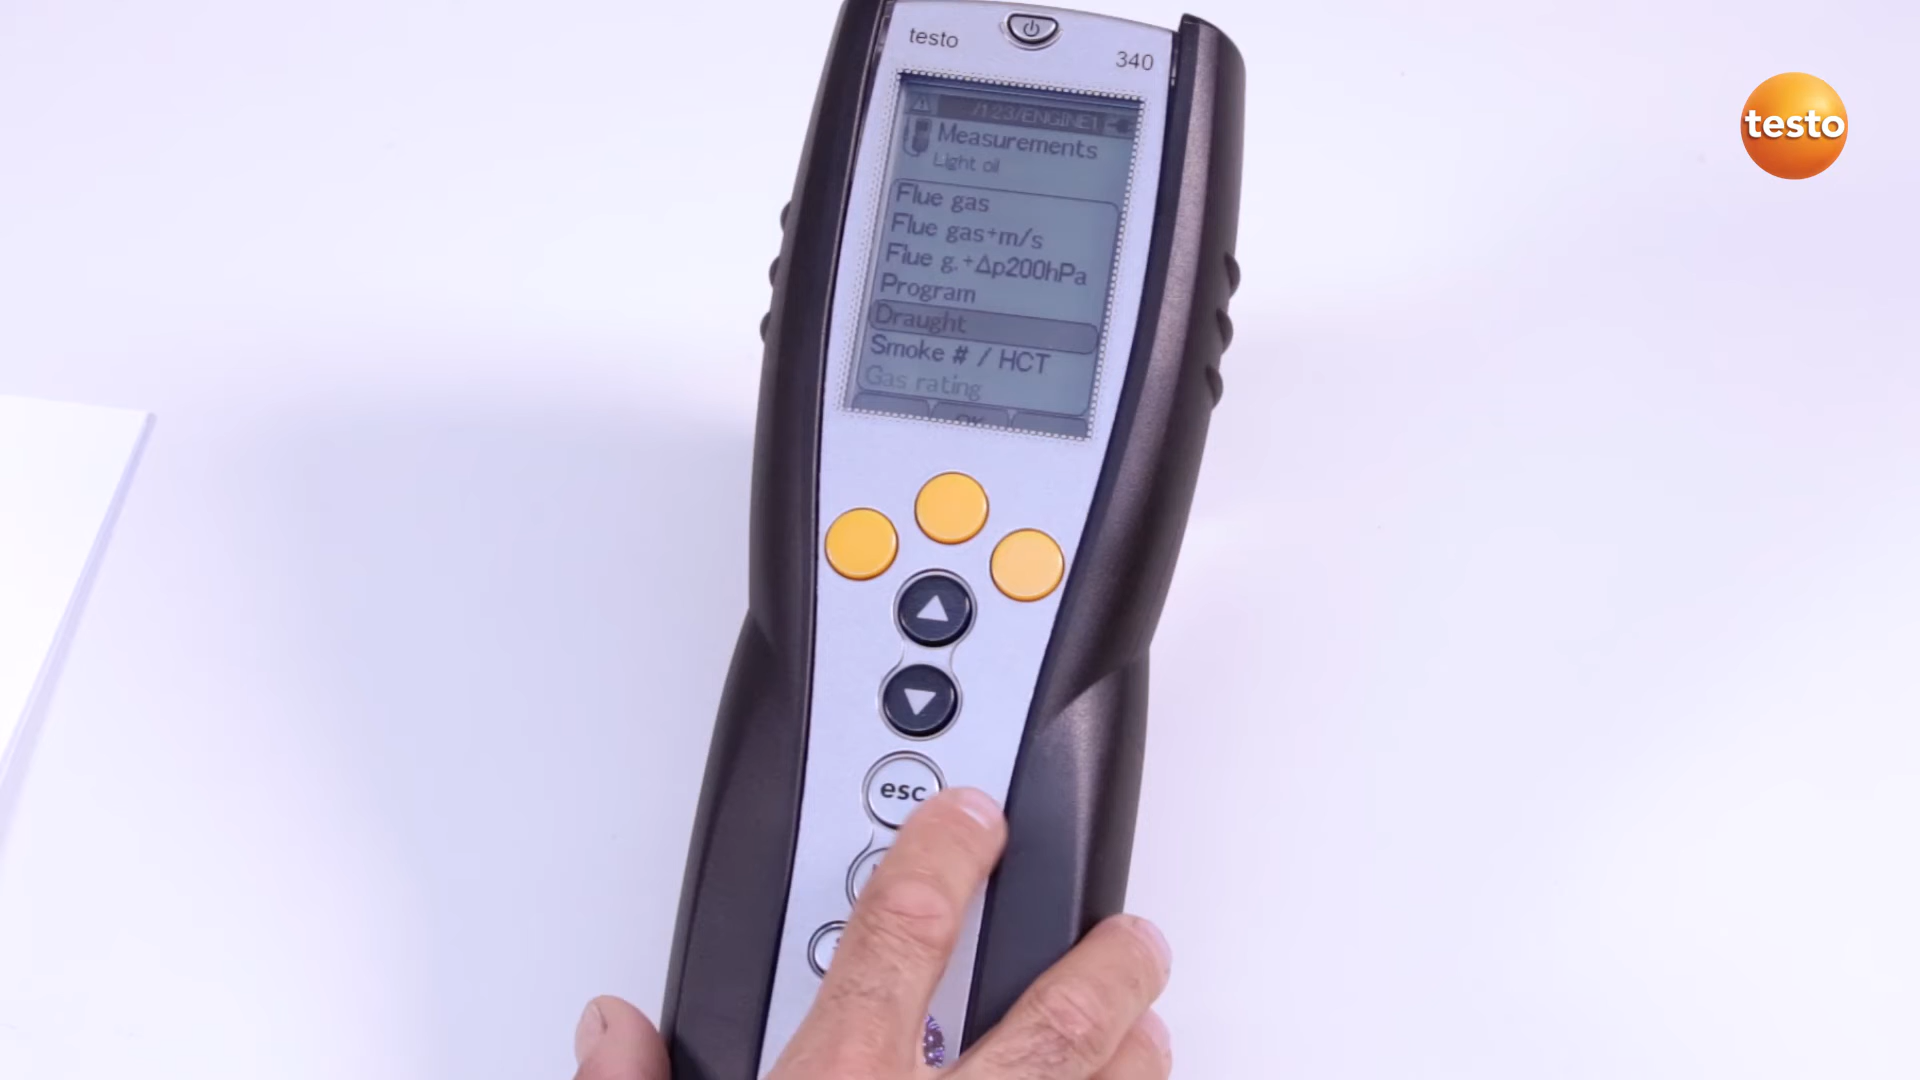 testo
340
/123/ENGINE1
Measurements
Light oil
Flue gas
Flue gas+m/s
Flue g.+Δp200hPa
Program
Draught
Smoke # / HCT
Gas rating
OK
esc
testo